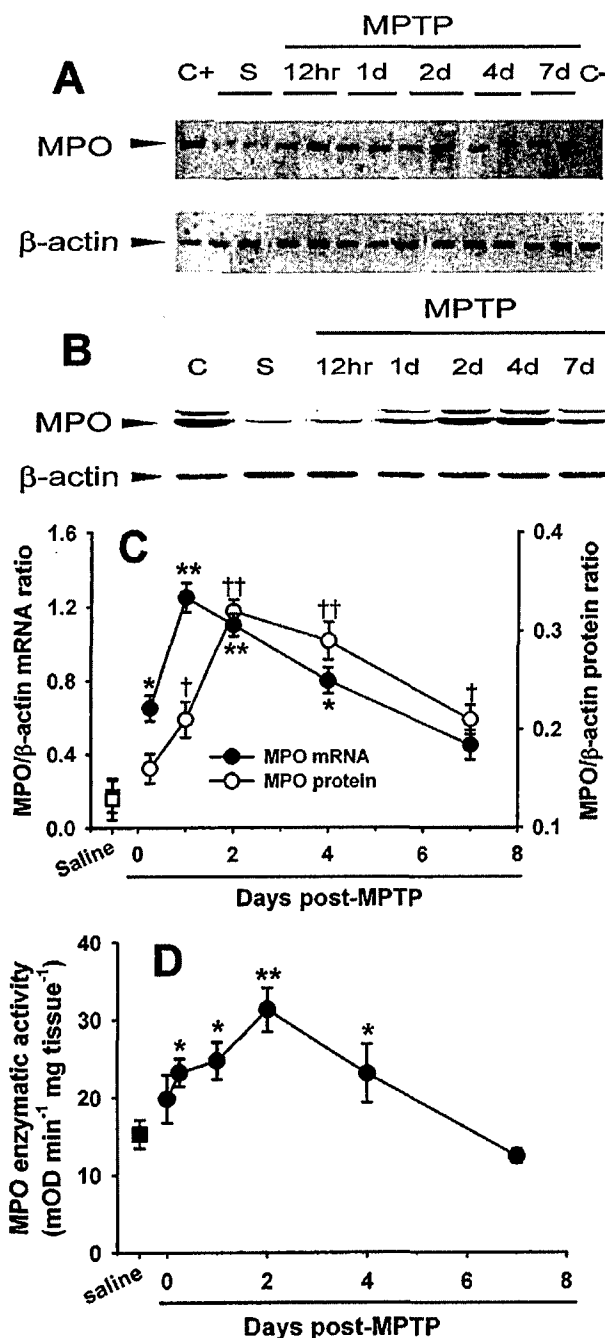 MPTP
A C+ S 12hr 1d 2d 4d 7d C-
MPO
β-actin
MPTP
B C S 12hr 1d 2d 4d 7d
MPO
β-actin
C
MPO/β-actin mRNA ratio
1.6
1.2
0.8
0.4
0.0
**
*
†
††
**
††
*
†
MPO mRNA
MPO protein
0.4
0.3
0.2
0.1
MPO/β-actin protein ratio
Saline 0 2 4 6 8
Days post-MPTP
D
MPO enzymatic activity
(mOD min-1 mg tissue-1)
40
30
20
10
0
*
*
**
*
saline 0 2 4 6 8
Days post-MPTP